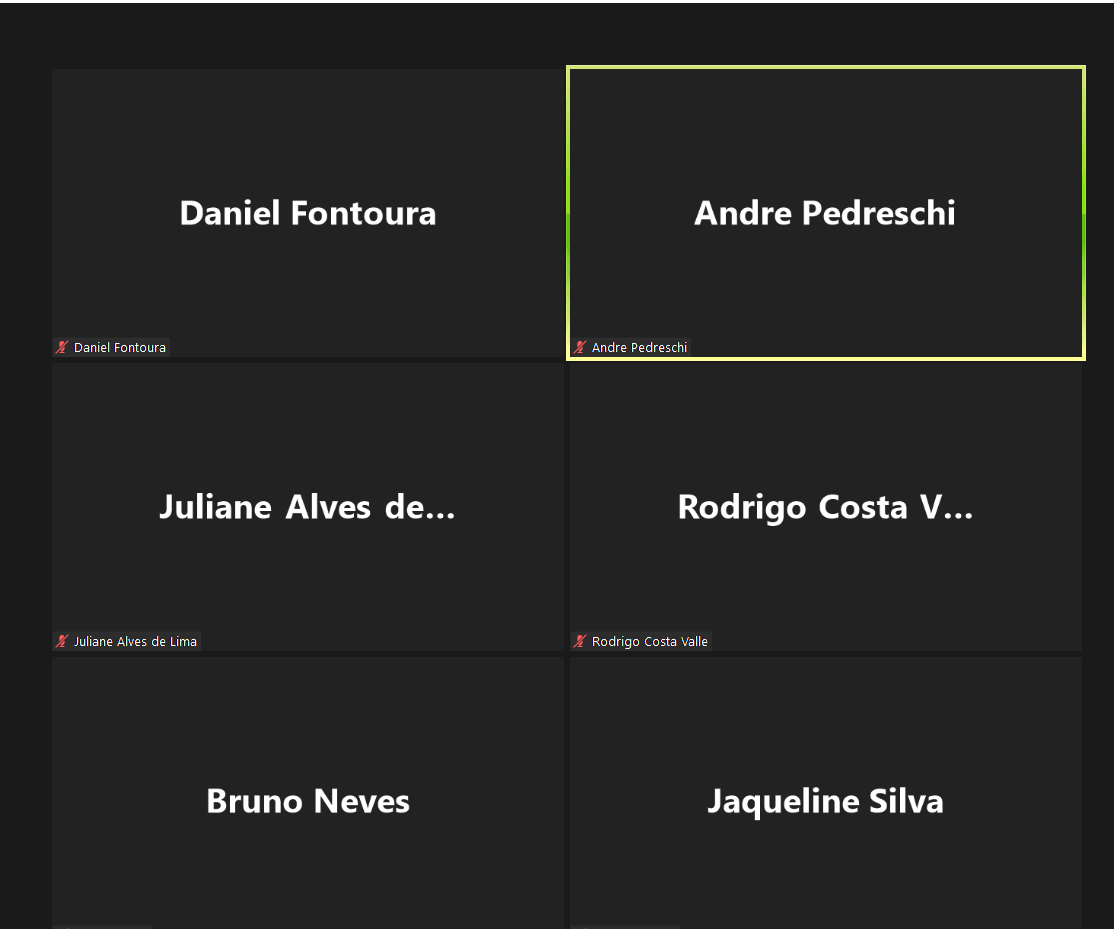 Daniel Fontoura
Andre Pedreschi
Daniel Fontoura
Andre Pedreschi
Juliane Alves de...
Rodrigo Costa V...
Juliane Alves de Lima
Rodrigo Costa Valle
Bruno Neves
Jaqueline Silva